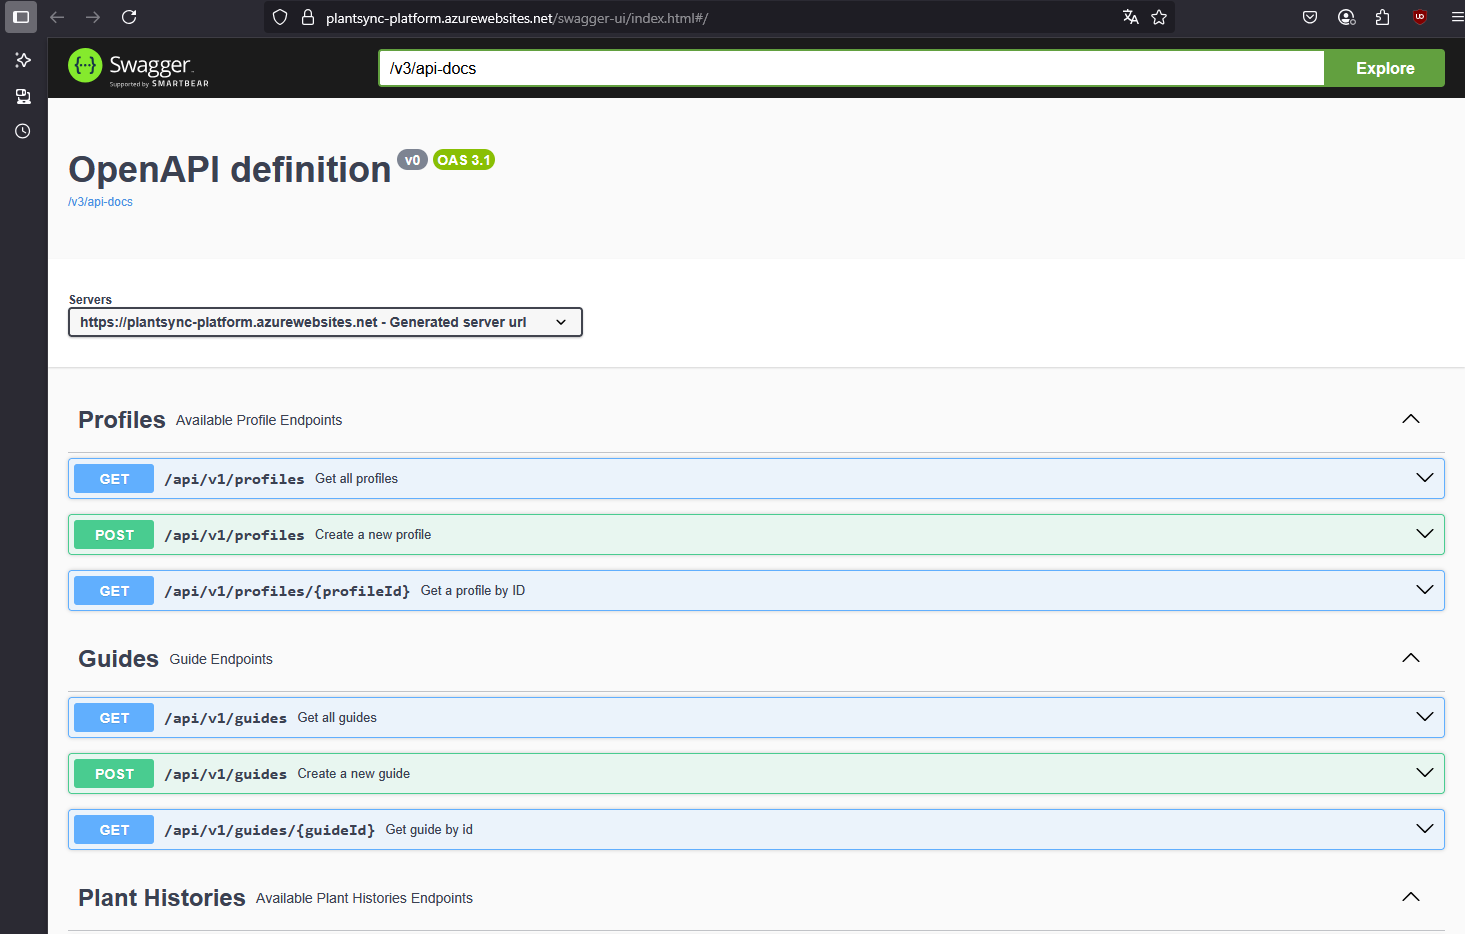 plantsync-platform.azurewebsites.net/swagger-ui/index.html#/
Swagger
Supported by SMARTBEAR
/v3/api-docs
Explore
OpenAPI definition v0 OAS 3.1
/v3/api-docs
Servers
https://plantsync-platform.azurewebsites.net - Generated server url
Profiles Available Profile Endpoints
GET /api/v1/profiles Get all profiles
POST /api/v1/profiles Create a new profile
GET /api/v1/profiles/{profileId} Get a profile by ID
Guides Guide Endpoints
GET /api/v1/guides Get all guides
POST /api/v1/guides Create a new guide
GET /api/v1/guides/{guideId} Get guide by id
Plant Histories Available Plant Histories Endpoints